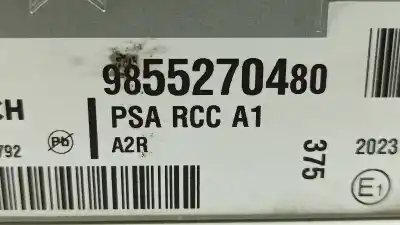 9855270480
CH PSA RCC A1
792 Pb A2R
375
2023
E1